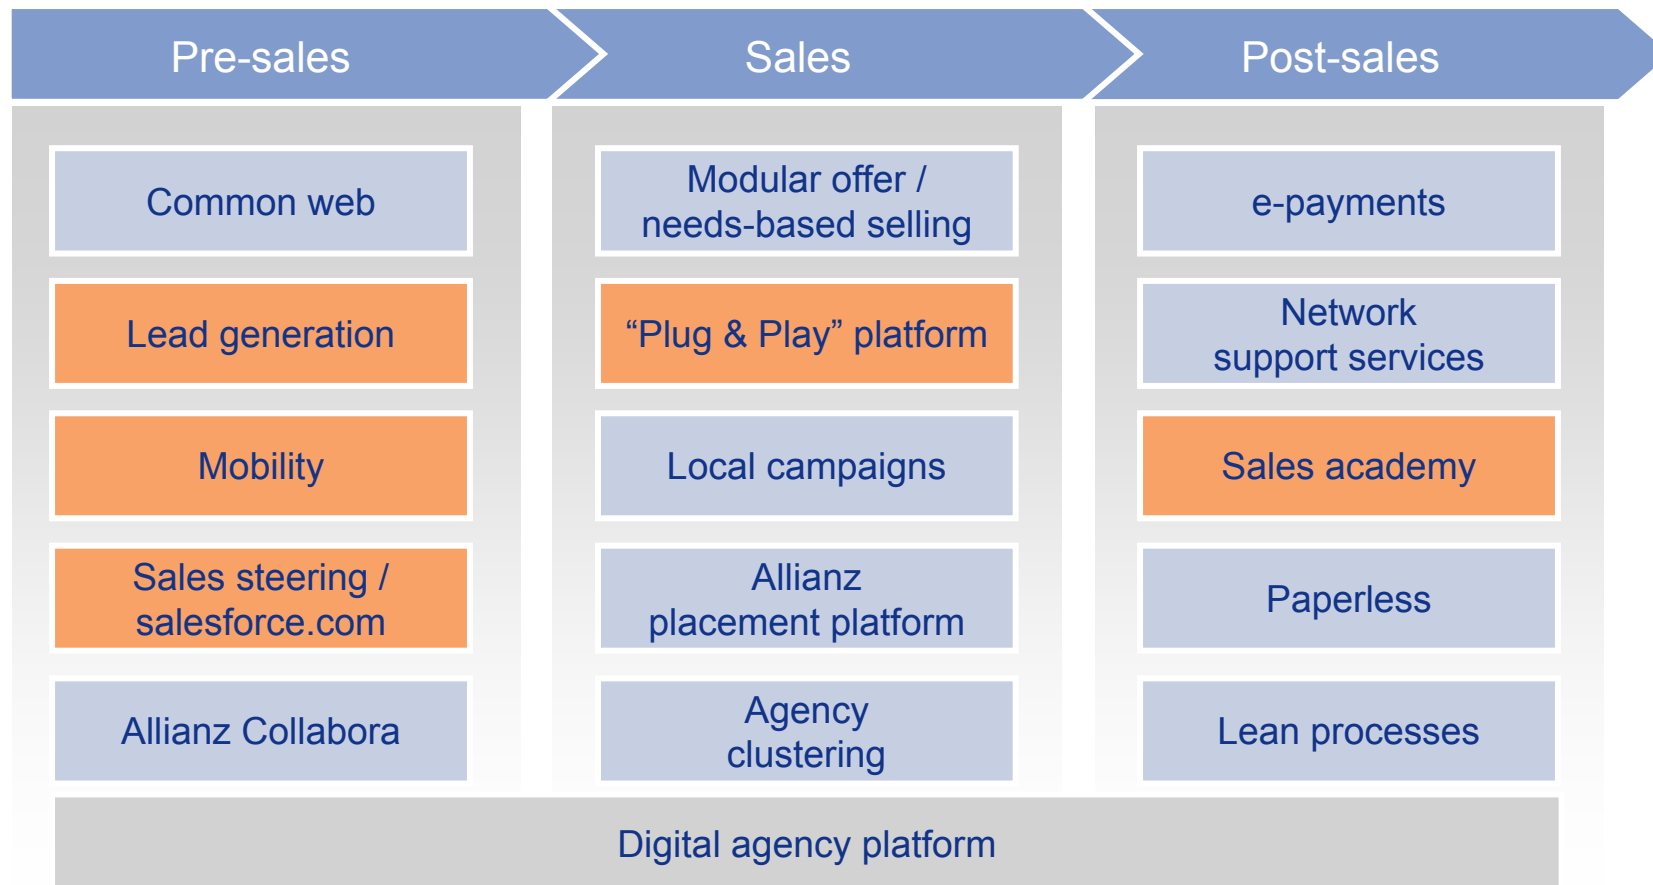 Pre-sales
Sales
Post-sales
Common web
Lead generation
Mobility
Sales steering /
salesforce.com
Allianz Collabora
Modular offer /
needs-based selling
“Plug & Play” platform
Local campaigns
Allianz
placement platform
Agency
clustering
e-payments
Network
support services
Sales academy
Paperless
Lean processes
Digital agency platform